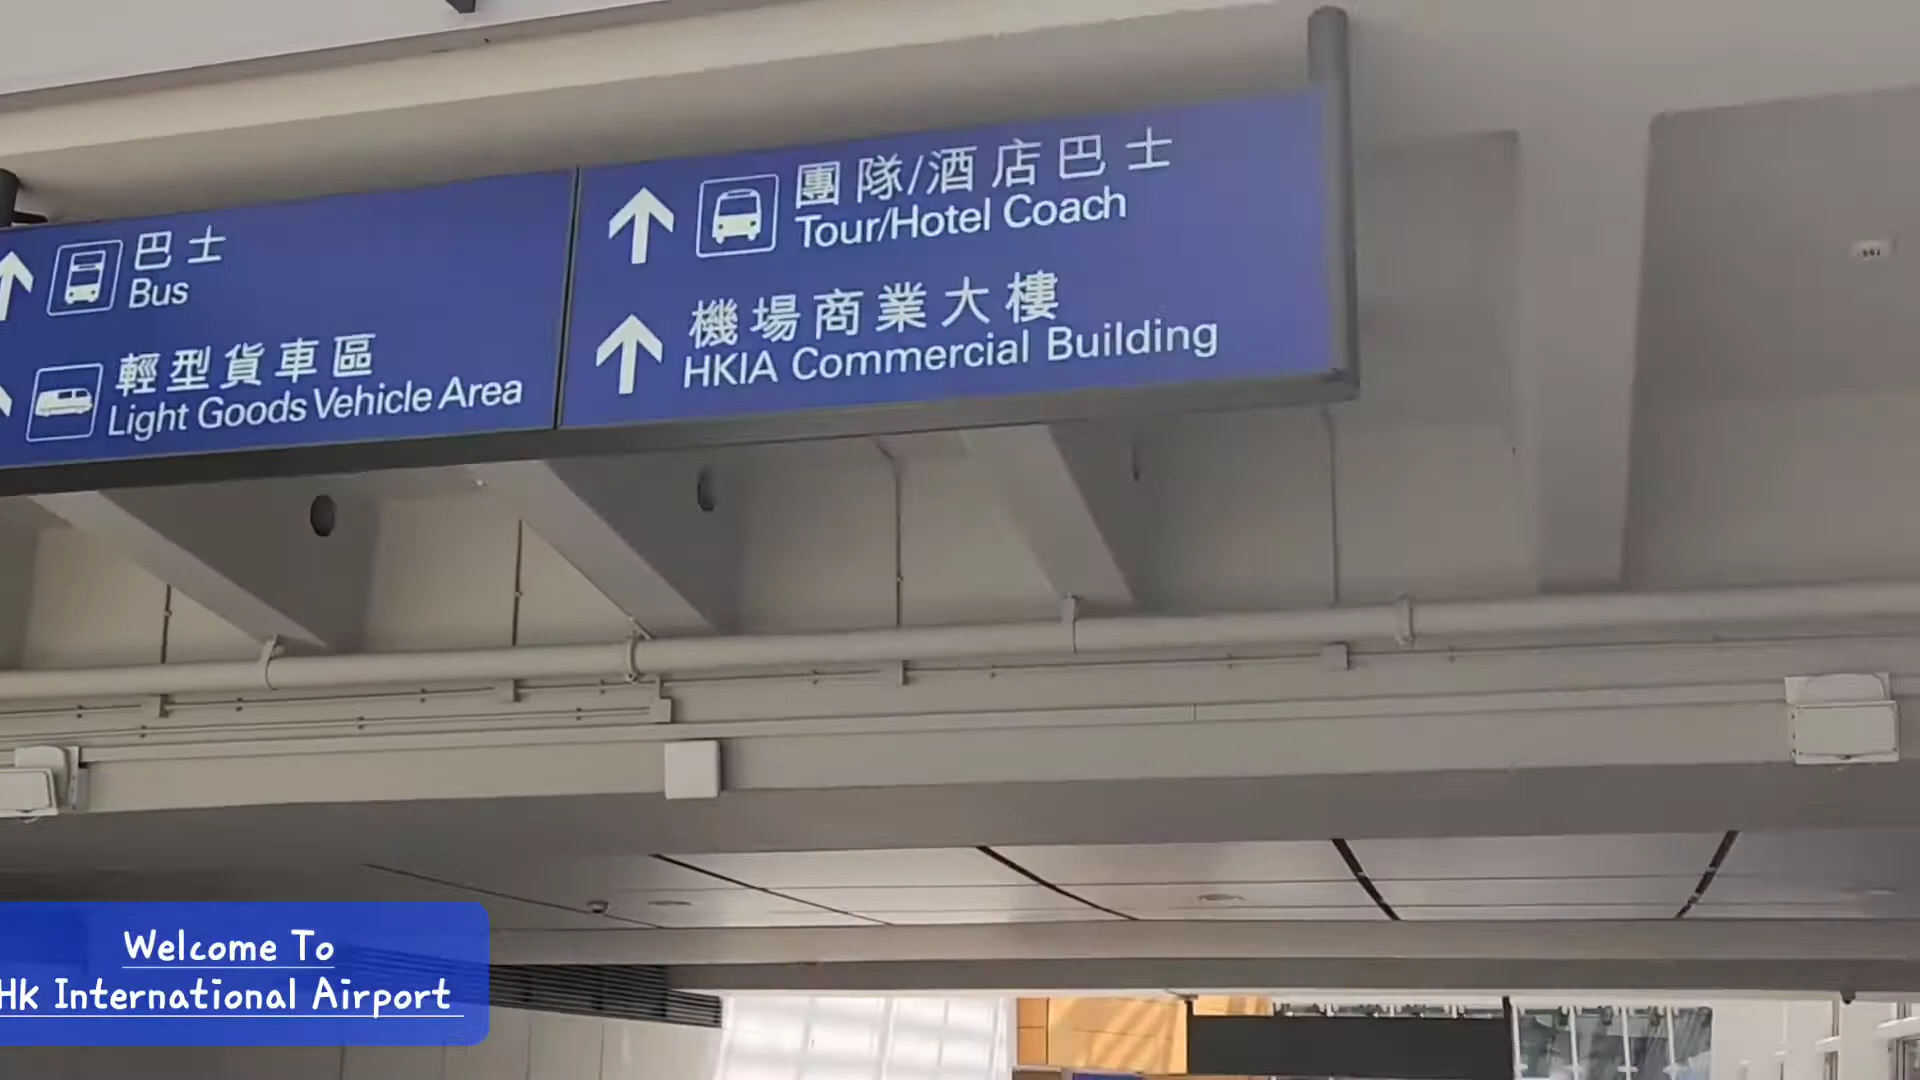 巴士
Bus
輕型貨車區
Light Goods Vehicle Area
團隊/酒店巴士
Tour/Hotel Coach
機場商業大樓
HKIA Commercial Building
Welcome To
Hk International Airport